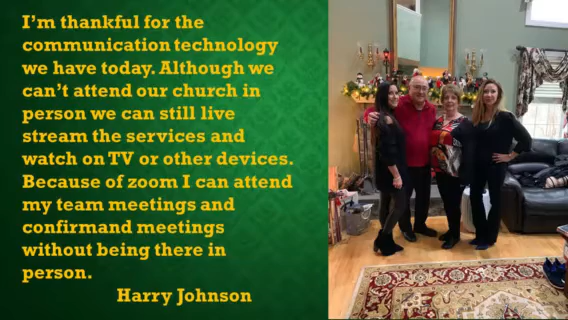 I'm thankful for the
communication technology
we have today. Although we
can't attend our church in
person we can still live
stream the services and
watch on TV or other devices.
Because of zoom I can attend
my team meetings and
confirmand meetings
without being there in
person.
Harry Johnson